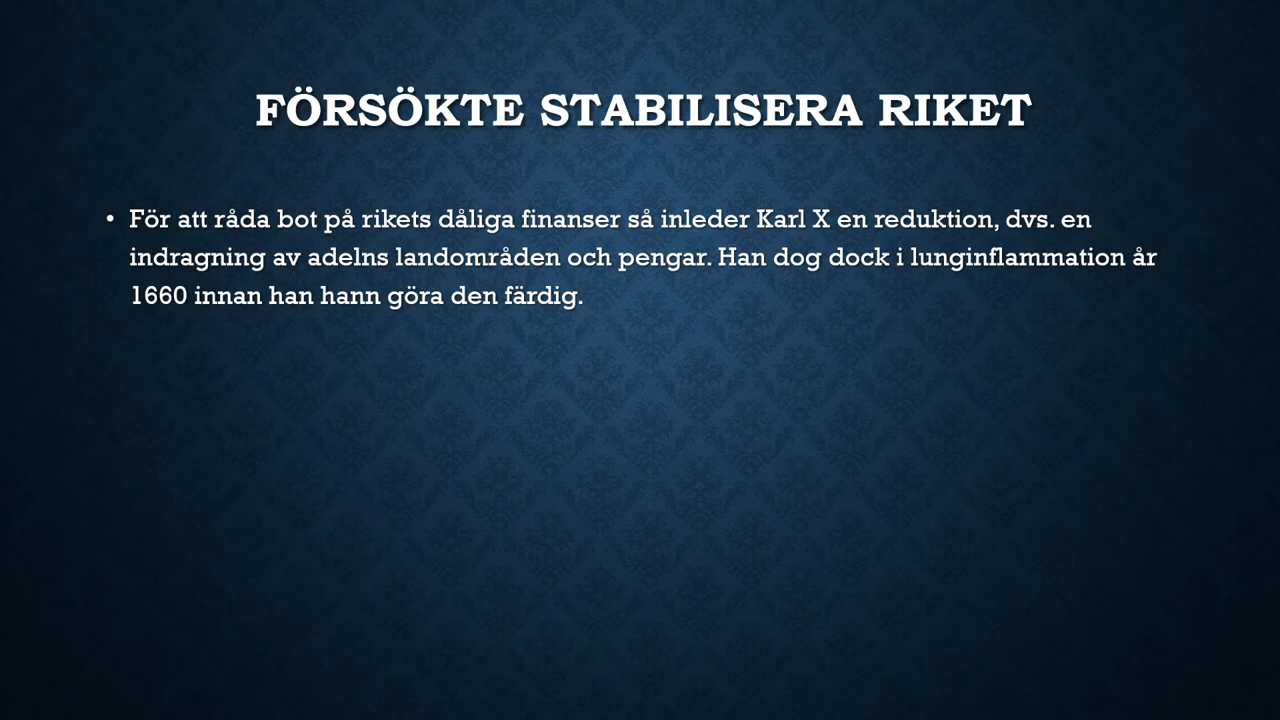 FÖRSÖKTE STABILISERA RIKET
• För att råda bot på rikets dåliga finanser så inleder Karl X en reduktion, dvs. en
indragning av adelns landområden och pengar. Han dog dock i lunginflammation år
1660 innan han hann göra den färdig.